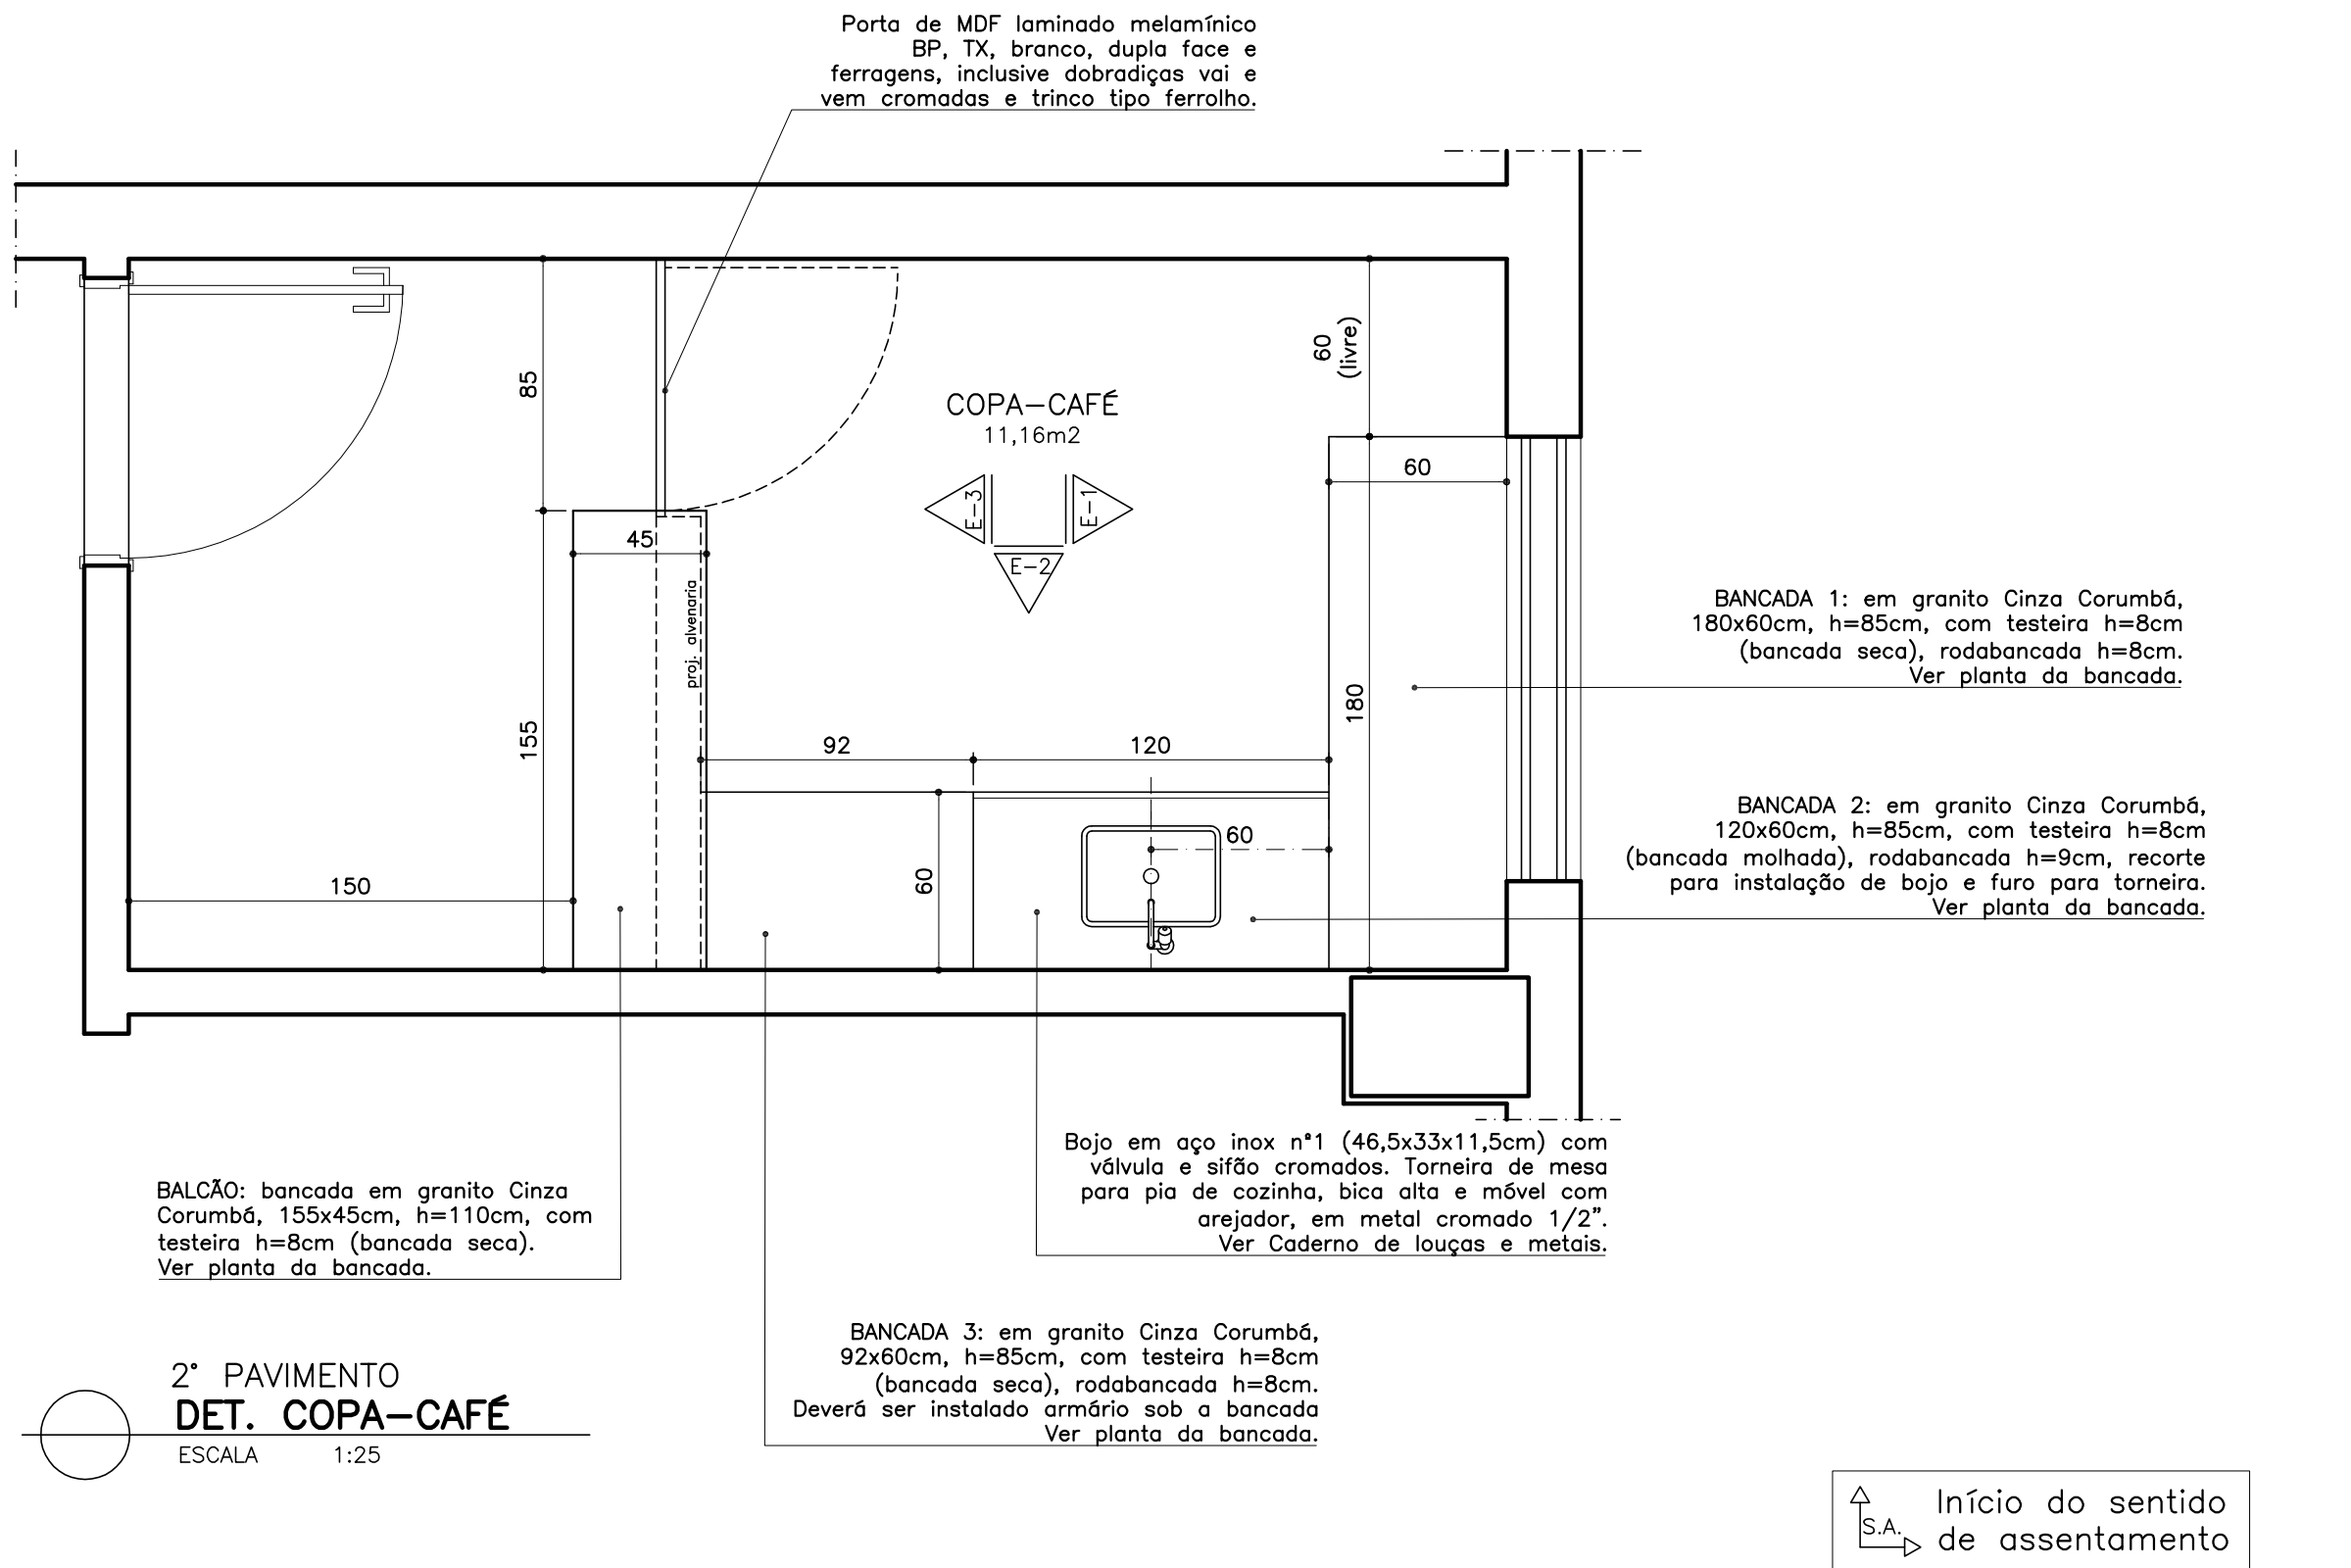 Porta de MDF laminado melamínico
BP, TX, branco, dupla face e
ferragens, inclusive dobradiças vai e
vem cromadas e trinco tipo ferrolho.
85
60
(livre)
COPA-CAFÉ
11,16m2
60
E-3
E-1
E-2
45
proj. alvenaria
BANCADA 1: em granito Cinza Corumbá,
180x60cm, h=85cm, com testeira h=8cm
(bancada seca), rodabancada h=8cm.
Ver planta da bancada.
155
92
120
180
BANCADA 2: em granito Cinza Corumbá,
120x60cm, h=85cm, com testeira h=8cm
(bancada molhada), rodabancada h=9cm, recorte
para instalação de bojo e furo para torneira.
Ver planta da bancada.
60
150
60
Bojo em aço inox nº1 (46,5x33x11,5cm) com
válvula e sifão cromados. Torneira de mesa
para pia de cozinha, bica alta e móvel com
arejador, em metal cromado 1/2".
Ver Caderno de louças e metais.
BALCÃO: bancada em granito Cinza
Corumbá, 155x45cm, h=110cm, com
testeira h=8cm (bancada seca).
Ver planta da bancada.
BANCADA 3: em granito Cinza Corumbá,
92x60cm, h=85cm, com testeira h=8cm
(bancada seca), rodabancada h=8cm.
Deverá ser instalado armário sob a bancada
Ver planta da bancada.
2° PAVIMENTO
DET. COPA-CAFÉ
ESCALA 1:25
S.A.
Início do sentido
de assentamento